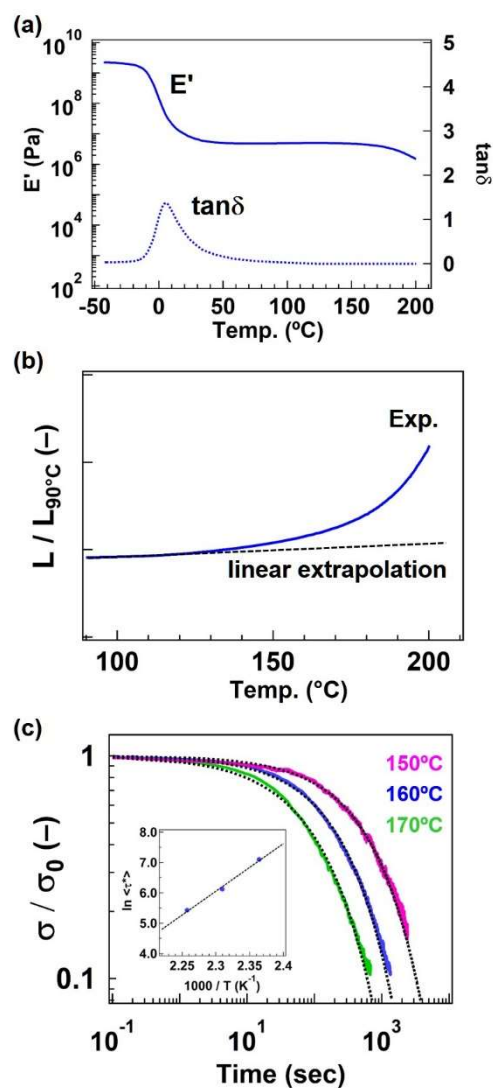 (a)
10¹⁰
10⁸
10⁶
10⁴
10²
E' (Pa)
E'
tanδ
5
4
3
2
1
0
tanδ
-50 0 50 100 150 200
Temp. (ºC)
(b)
L / L90°C (–)
Exp.
linear extrapolation
100 150 200
Temp. (°C)
(c)
σ / σ0 (–)
1
0.1
150ºC
160ºC
170ºC
ln <τ*>
8.0
7.0
6.0
5.0
4.0
2.25 2.3 2.35 2.4
1000 / T (K⁻¹)
10⁻¹ 10¹ 10³
Time (sec)